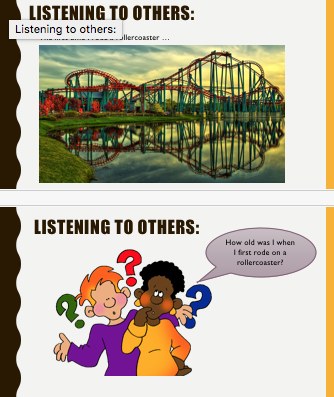 LISTENING TO OTHERS:
Listening to others:
rollercoaster ...
LISTENING TO OTHERS:
How old was I when
I first rode on a
rollercoaster?
? ? ?